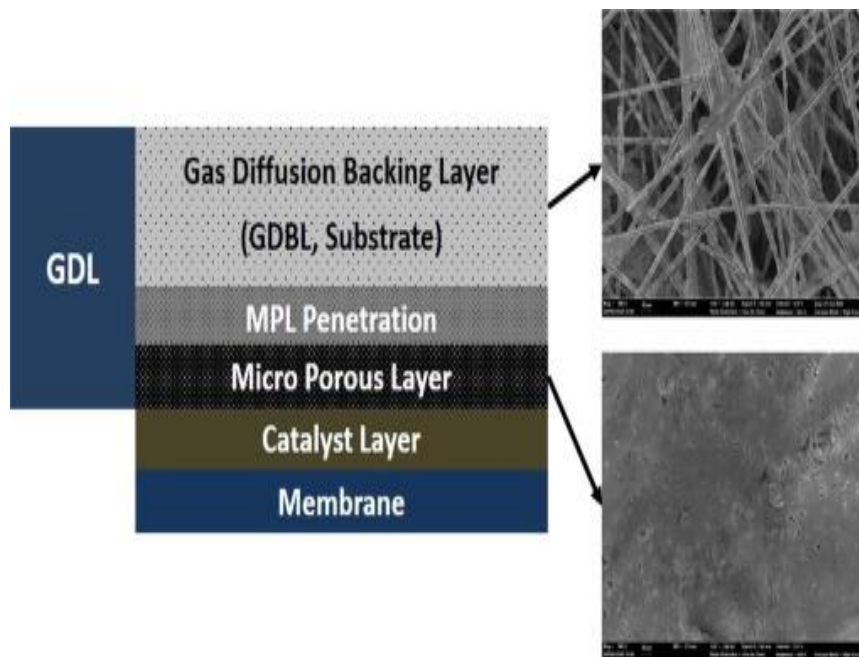 GDL
Gas Diffusion Backing Layer
(GDBL, Substrate)
MPL Penetration
Micro Porous Layer
Catalyst Layer
Membrane